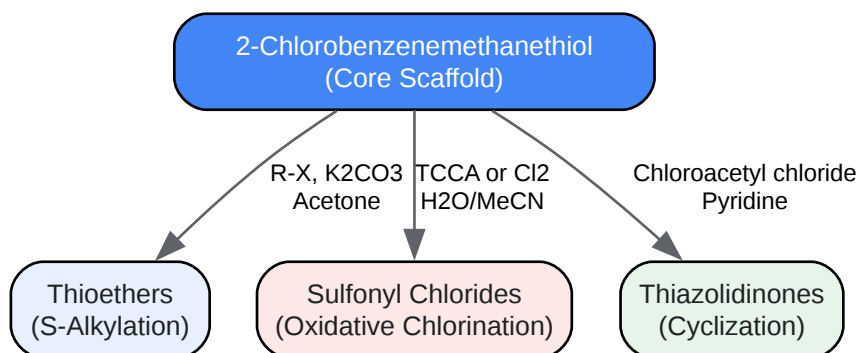 2-Chlorobenzenemethanethiol
(Core Scaffold)
R-X, K2CO3
Acetone
TCCA or Cl2
H2O/MeCN
Chloroacetyl chloride
Pyridine
Thioethers
(S-Alkylation)
Sulfonyl Chlorides
(Oxidative Chlorination)
Thiazolidinones
(Cyclization)